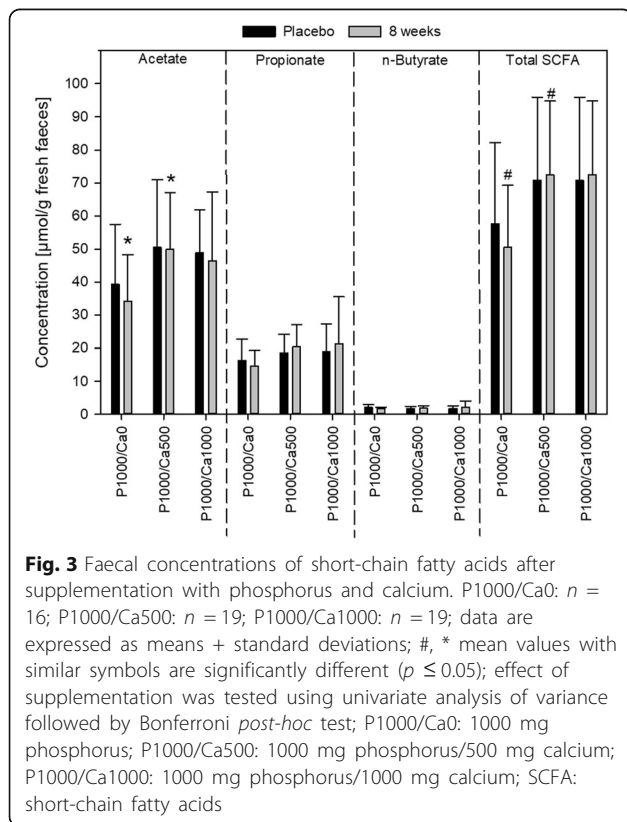 Placebo 8 weeks
Acetate Propionate n-Butyrate Total SCFA
Concentration [µmol/g fresh faeces]
100
90
80
70
60
50
40
30
20
10
0
* * # #
P1000/Ca0 P1000/Ca500 P1000/Ca1000 P1000/Ca0 P1000/Ca500 P1000/Ca1000 P1000/Ca0 P1000/Ca500 P1000/Ca1000 P1000/Ca0 P1000/Ca500 P1000/Ca1000
Fig. 3 Faecal concentrations of short-chain fatty acids after
supplementation with phosphorus and calcium. P1000/Ca0: n =
16; P1000/Ca500: n = 19; P1000/Ca1000: n = 19; data are
expressed as means + standard deviations; #, * mean values with
similar symbols are significantly different (p ≤ 0.05); effect of
supplementation was tested using univariate analysis of variance
followed by Bonferroni post-hoc test; P1000/Ca0: 1000 mg
phosphorus; P1000/Ca500: 1000 mg phosphorus/500 mg calcium;
P1000/Ca1000: 1000 mg phosphorus/1000 mg calcium; SCFA:
short-chain fatty acids